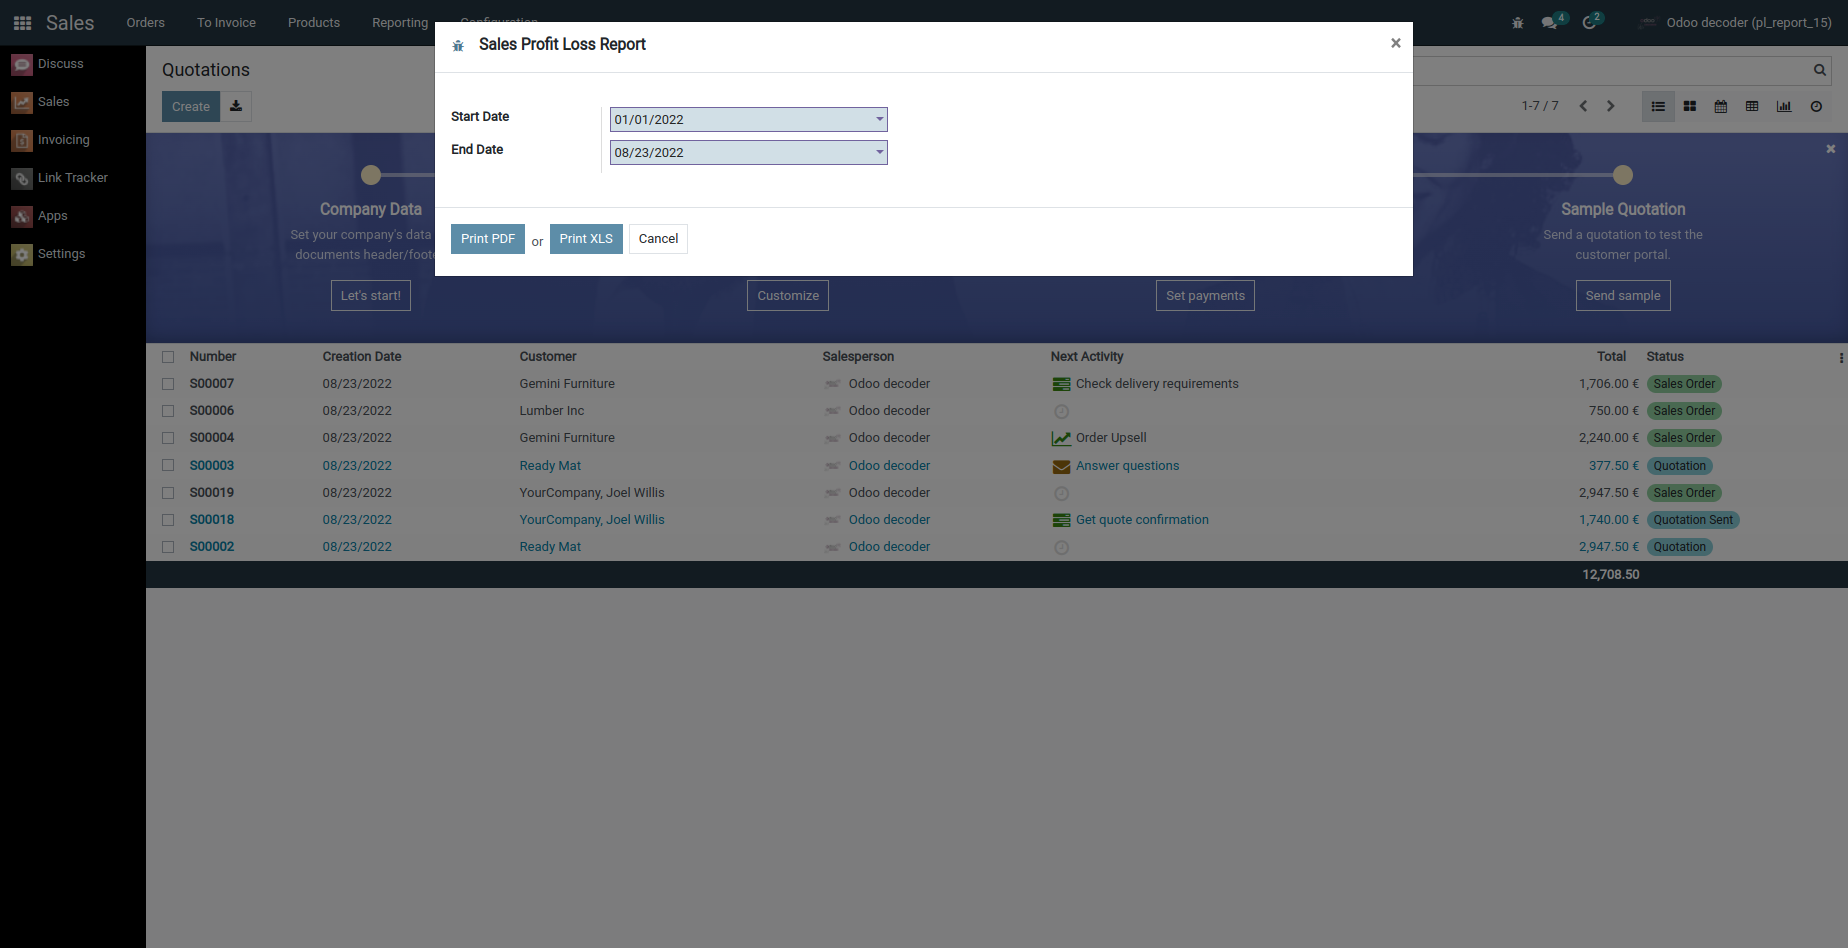 Sales Orders To Invoice Products Reporting Configuration 4 2 Odoo decoder (pl_report_15)
Discuss
Sales
Invoicing
Link Tracker
Apps
Settings
Quotations
Create
1-7 / 7
Sales Profit Loss Report
×
Start Date 01/01/2022
End Date 08/23/2022
Print PDF or Print XLS Cancel
Company Data
Set your company's data
documents header/foote
Let's start!
Customize
Set payments
Sample Quotation
Send a quotation to test the
customer portal.
Send sample
Number Creation Date Customer Salesperson Next Activity Total Status
S00007 08/23/2022 Gemini Furniture Odoo decoder Check delivery requirements 1,706.00 € Sales Order
S00006 08/23/2022 Lumber Inc Odoo decoder 750.00 € Sales Order
S00004 08/23/2022 Gemini Furniture Odoo decoder Order Upsell 2,240.00 € Sales Order
S00003 08/23/2022 Ready Mat Odoo decoder Answer questions 377.50 € Quotation
S00019 08/23/2022 YourCompany, Joel Willis Odoo decoder 2,947.50 € Sales Order
S00018 08/23/2022 YourCompany, Joel Willis Odoo decoder Get quote confirmation 1,740.00 € Quotation Sent
S00002 08/23/2022 Ready Mat Odoo decoder 2,947.50 € Quotation
12,708.50